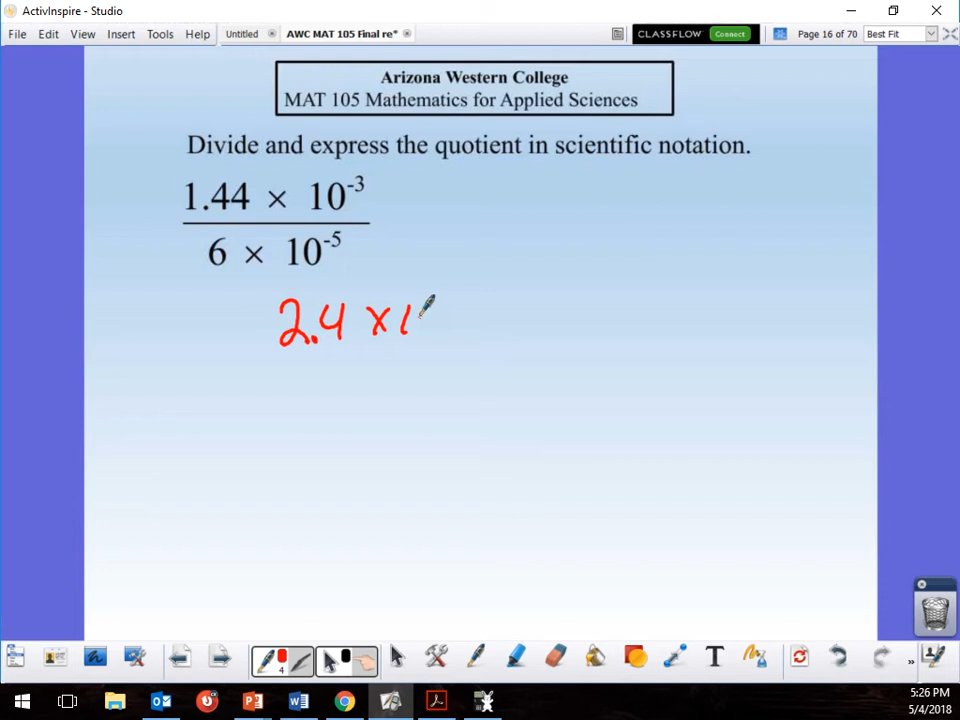 ActivInspire - Studio
File Edit View Insert Tools Help Untitled AWC MAT 105 Final re* CLASSFLOW Connect Page 16 of 70 Best Fit
Arizona Western College
MAT 105 Mathematics for Applied Sciences
Divide and express the quotient in scientific notation.
1.44 × 10⁻³
6 × 10⁻⁵
2.4 × 1
4
T
5:26 PM
5/4/2018